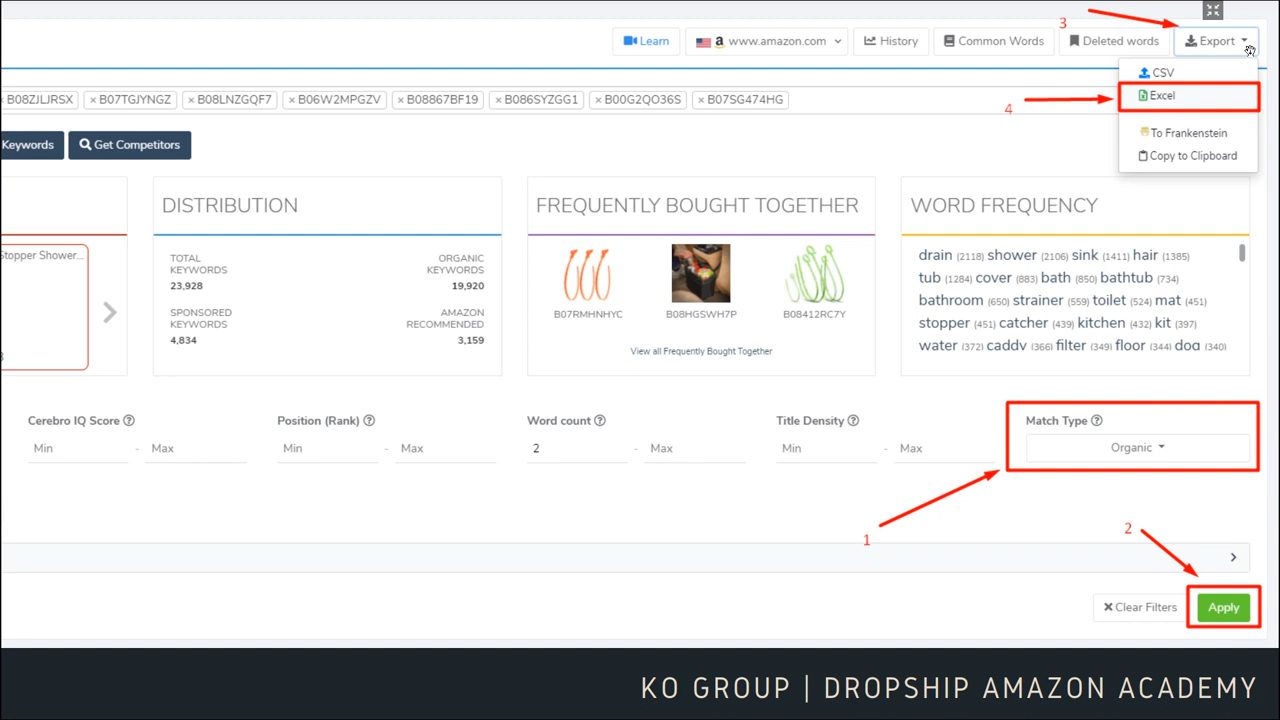 3
Learn
a www.amazon.com
History
Common Words
Deleted words
Export
CSV
4
Excel
To Frankenstein
Copy to Clipboard
× B08ZJLJRSX × B07TGJYNGZ × B08LNZGQF7 × B06W2MPGZV × B08867BF19 × B086SYZGG1 × B00G2QO36S × B07SG474HG
Keywords
Get Competitors
Stopper Shower...
3
DISTRIBUTION
TOTAL KEYWORDS
23,928
ORGANIC KEYWORDS
19,920
SPONSORED KEYWORDS
4,834
AMAZON RECOMMENDED
3,159
FREQUENTLY BOUGHT TOGETHER
B07RMHNHYC B08HGSWH7P B08412RC7Y
View all Frequently Bought Together
WORD FREQUENCY
drain (2118) shower (2106) sink (1411) hair (1385)
tub (1284) cover (883) bath (850) bathtub (734)
bathroom (650) strainer (559) toilet (524) mat (451)
stopper (451) catcher (439) kitchen (432) kit (397)
water (372) caddy (366) filter (349) floor (344) dog (340)
Cerebro IQ Score ?
Min - Max
Position (Rank) ?
Min - Max
Word count ?
2 - Max
Title Density ?
Min - Max
Match Type ?
Organic
1
2
Clear Filters
Apply
KO GROUP | DROPSHIP AMAZON ACADEMY